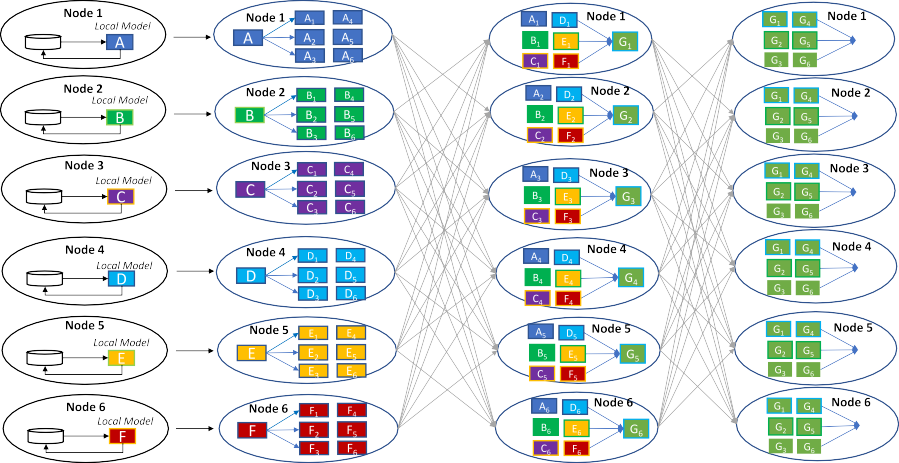 Node 1
Local Model
A
Node 2
Local Model
B
Node 3
Local Model
C
Node 4
Local Model
D
Node 5
Local Model
E
Node 6
Local Model
F
Node 1
A
A1 A4
A2 A5
A3 A6
Node 2
B
B1 B4
B2 B5
B3 B6
Node 3
C
C1 C4
C2 C5
C3 C6
Node 4
D
D1 D4
D2 D5
D3 D6
Node 5
E
E1 E4
E2 E5
E3 E6
Node 6
F
F1 F4
F2 F5
F3 F6
Node 1
A1 D1
B1 E1 G1
C1 F1
Node 2
A2 D2
B2 E2 G2
C2 F2
Node 3
A3 D3
B3 E3 G3
C3 F3
Node 4
A4 D4
B4 E4 G4
C4 F4
Node 5
A5 D5
B5 E5 G5
C5 F5
Node 6
A6 D6
B6 E6 G6
C6 F6
Node 1
G1 G4
G2 G5
G3 G6
Node 2
G1 G4
G2 G5
G3 G6
Node 3
G1 G4
G2 G5
G3 G6
Node 4
G1 G4
G2 G5
G3 G6
Node 5
G1 G4
G2 G5
G3 G6
Node 6
G1 G4
G2 G5
G3 G6